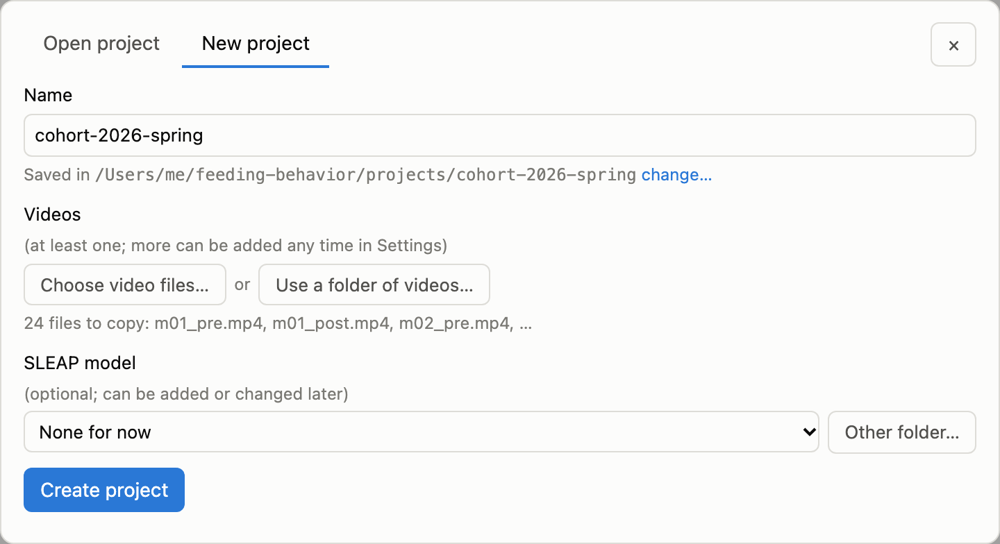 Open project New project ×
Name
cohort-2026-spring
Saved in /Users/me/feeding-behavior/projects/cohort-2026-spring change...
Videos
(at least one; more can be added any time in Settings)
Choose video files... or Use a folder of videos...
24 files to copy: m01_pre.mp4, m01_post.mp4, m02_pre.mp4, ...
SLEAP model
(optional; can be added or changed later)
None for now Other folder...
Create project